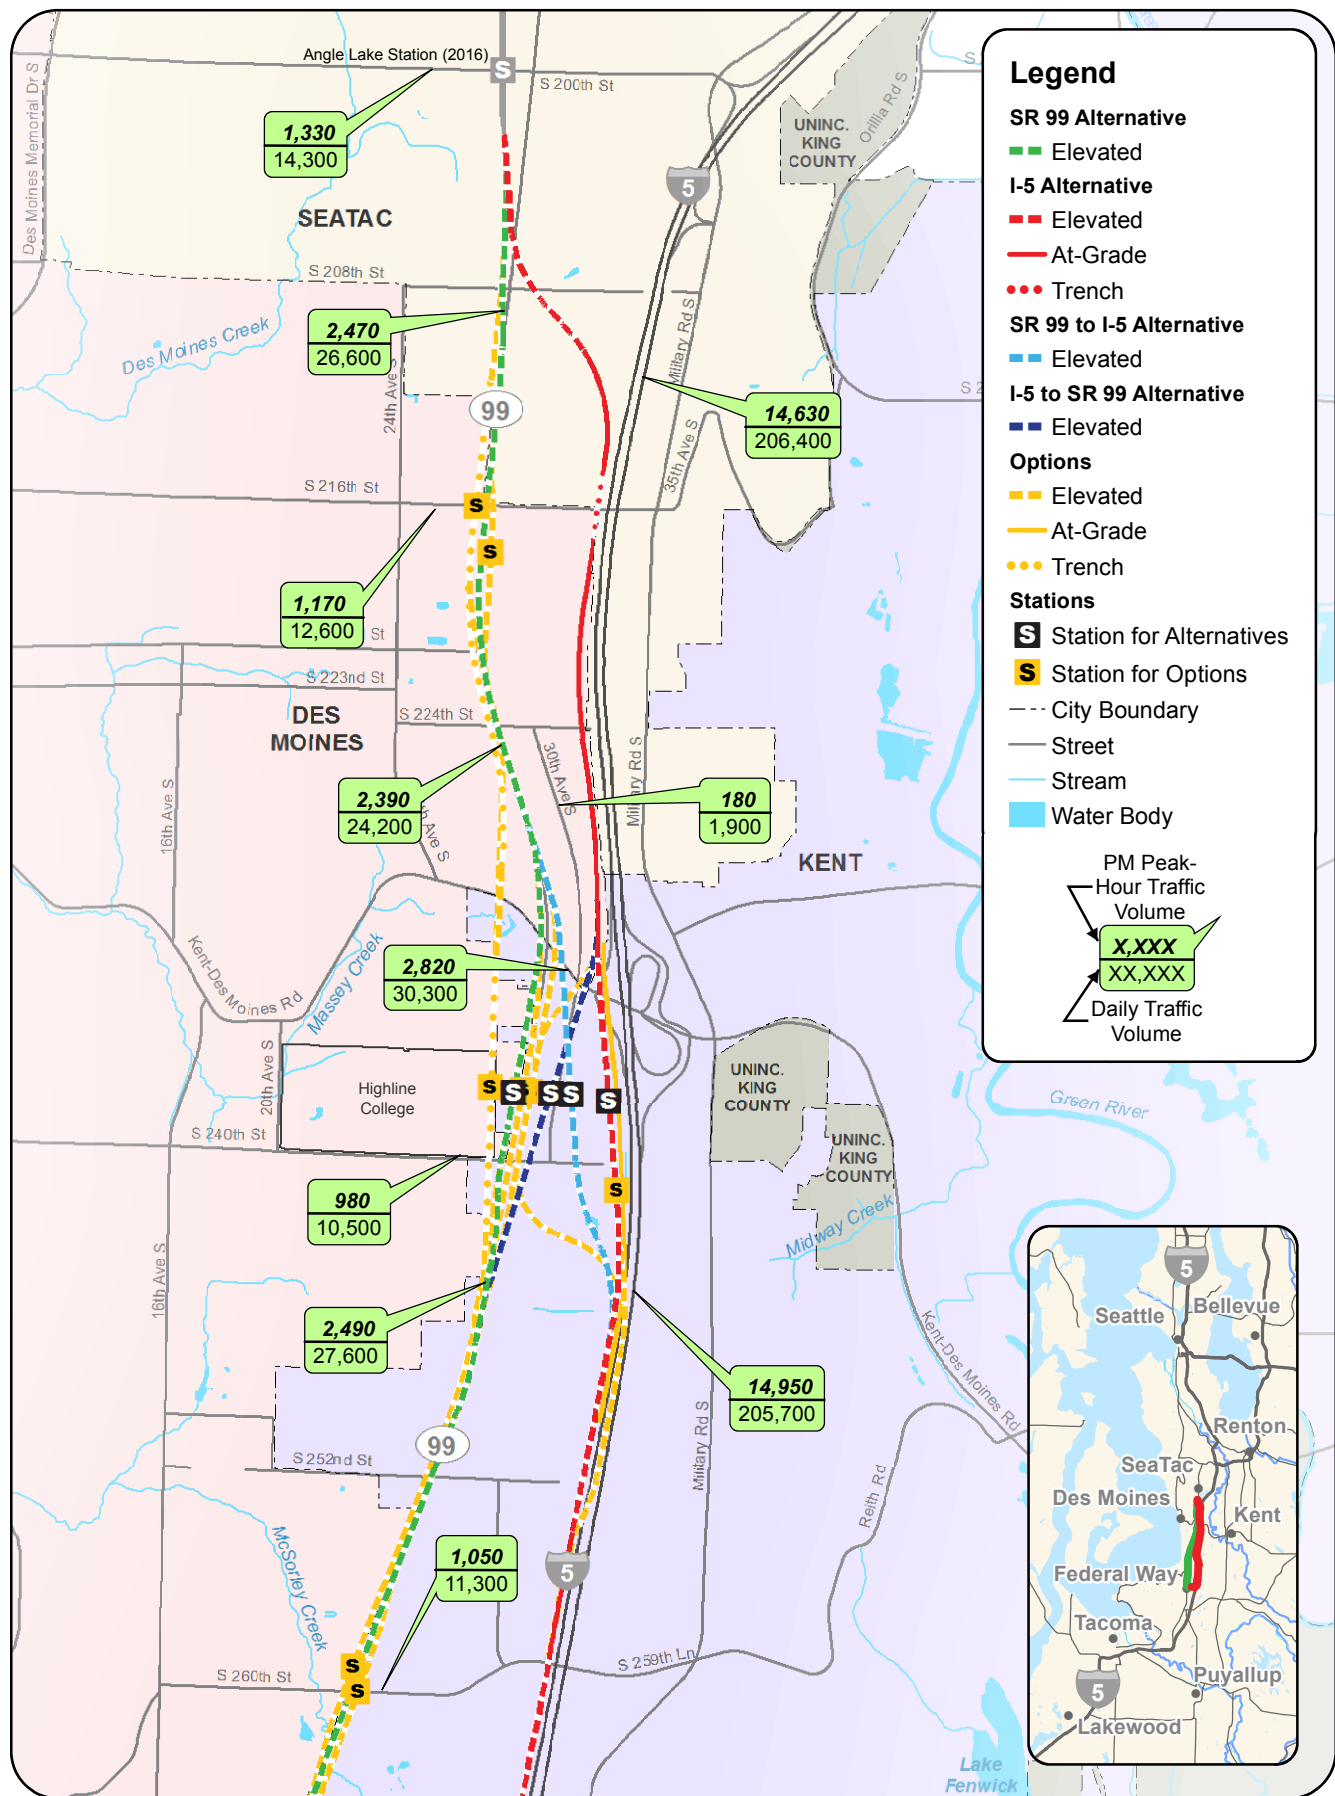 Angle Lake Station (2016)
S
S 200th St
Des Moines Memorial Dr S
1,330
14,300
SEATAC
5
UNINC.
KING
COUNTY
Orillia Rd S
S
S 208th St
Des Moines Creek
2,470
26,600
24th Ave S
99
Military Rd S
14,630
206,400
35th Ave S
S 2
S 216th St
S
S
1,170
12,600
St
S 223rd St
DES
MOINES
S 224th St
30th Ave S
Military Rd S
2,390
24,200
th Ave S
180
1,900
16th Ave S
KENT
Kent-Des Moines Rd
Massey Creek
2,820
30,300
20th Ave S
Highline
College
S
S
S
S
S
UNINC.
KING
COUNTY
UNINC.
KING
COUNTY
Green River
S 240th St
980
10,500
S
Midway Creek
16th Ave S
2,490
27,600
14,950
205,700
Kent-Des Moines Rd
99
S 252nd St
Military Rd S
Reith Rd
McSorley Creek
1,050
11,300
5
S
S
S 260th St
S 259th Ln
Lake
Fenwick
Legend
SR 99 Alternative
Elevated
I-5 Alternative
Elevated
At-Grade
Trench
SR 99 to I-5 Alternative
Elevated
I-5 to SR 99 Alternative
Elevated
Options
Elevated
At-Grade
Trench
Stations
S Station for Alternatives
S Station for Options
City Boundary
Street
Stream
Water Body
PM Peak-
Hour Traffic
Volume
X,XXX
XX,XXX
Daily Traffic
Volume
5
Seattle
Bellevue
Renton
SeaTac
Des Moines
Kent
Federal Way
Tacoma
Puyallup
5
Lakewood